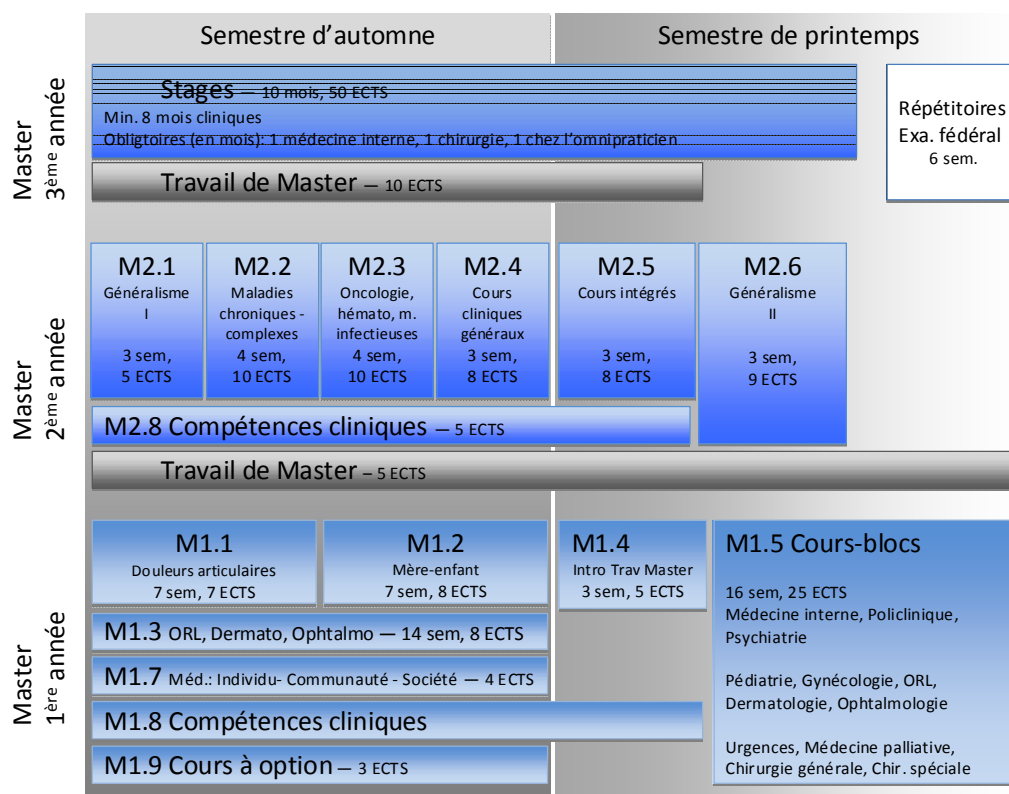 Semestre d’automne
Semestre de printemps
Master
3ème année
Stages — 10 mois, 50 ECTS
Min. 8 mois cliniques
Obligtoires (en mois): 1 médecine interne, 1 chirurgie, 1 chez l’omnipraticien
Répétitoires
Exa. fédéral
6 sem.
Travail de Master — 10 ECTS
Master
2ème année
M2.1
Généralisme
I
3 sem,
5 ECTS
M2.2
Maladies
chroniques -
complexes
4 sem,
10 ECTS
M2.3
Oncologie,
hémato, m.
infectieuses
4 sem,
10 ECTS
M2.4
Cours
cliniques
généraux
3 sem,
8 ECTS
M2.5
Cours intégrés
3 sem,
8 ECTS
M2.6
Généralisme
II
3 sem,
9 ECTS
M2.8 Compétences cliniques — 5 ECTS
Travail de Master – 5 ECTS
Master
1ère année
M1.1
Douleurs articulaires
7 sem, 7 ECTS
M1.2
Mère-enfant
7 sem, 8 ECTS
M1.4
Intro Trav Master
3 sem, 5 ECTS
M1.5 Cours-blocs
16 sem, 25 ECTS
Médecine interne, Policlinique,
Psychiatrie
Pédiatrie, Gynécologie, ORL,
Dermatologie, Ophtalmologie
Urgences, Médecine palliative,
Chirurgie générale, Chir. spéciale
M1.3 ORL, Dermato, Ophtalmo — 14 sem, 8 ECTS
M1.7 Méd.: Individu- Communauté - Société — 4 ECTS
M1.8 Compétences cliniques
M1.9 Cours à option — 3 ECTS